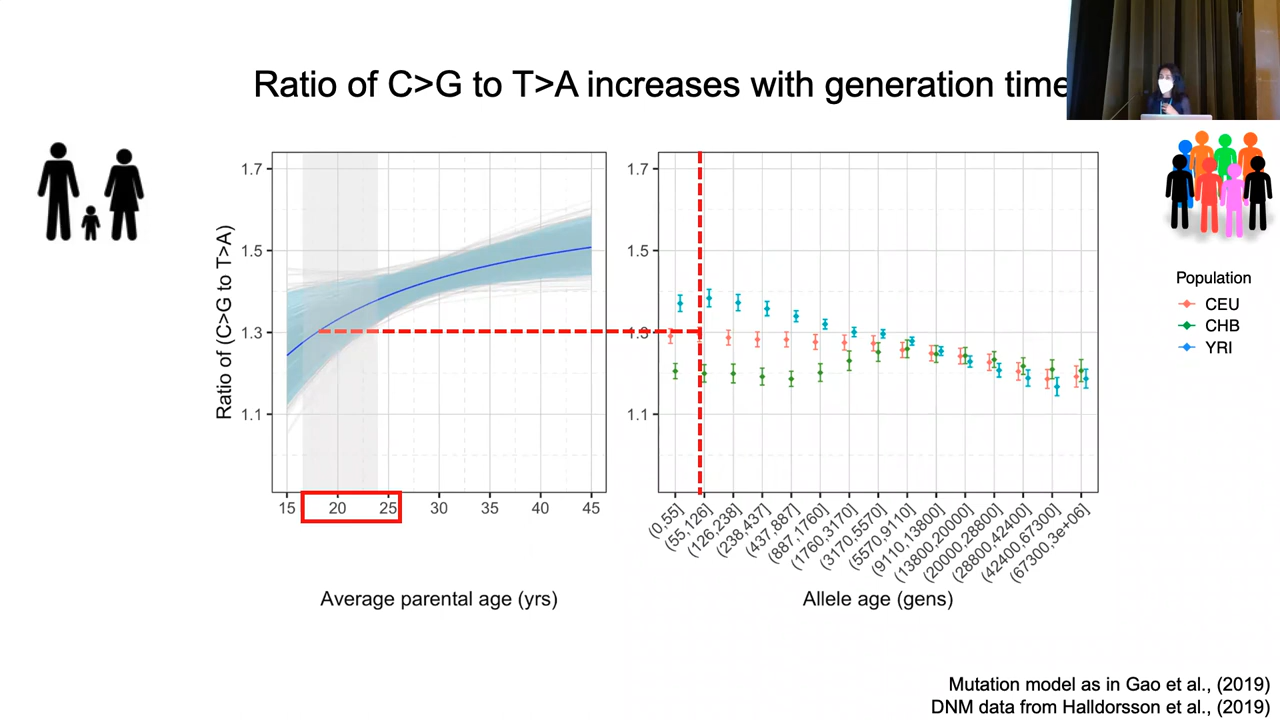 Ratio of C>G to T>A increases with generation time
Ratio of (C>G to T>A)
1.7
1.5
1.3
1.1
15 20 25 30 35 40 45
Average parental age (yrs)
1.7
1.5
1.3
1.1
(0,55]
(55,126]
(126,238]
(238,437]
(437,887]
(887,1760]
(1760,3170]
(3170,5570]
(5570,9110]
(9110,13800]
(13800,20000]
(20000,28800]
(28800,42400]
(42400,67300]
(67300,3e+06]
Allele age (gens)
Population
CEU
CHB
YRI
Mutation model as in Gao et al., (2019)
DNM data from Halldorsson et al., (2019)